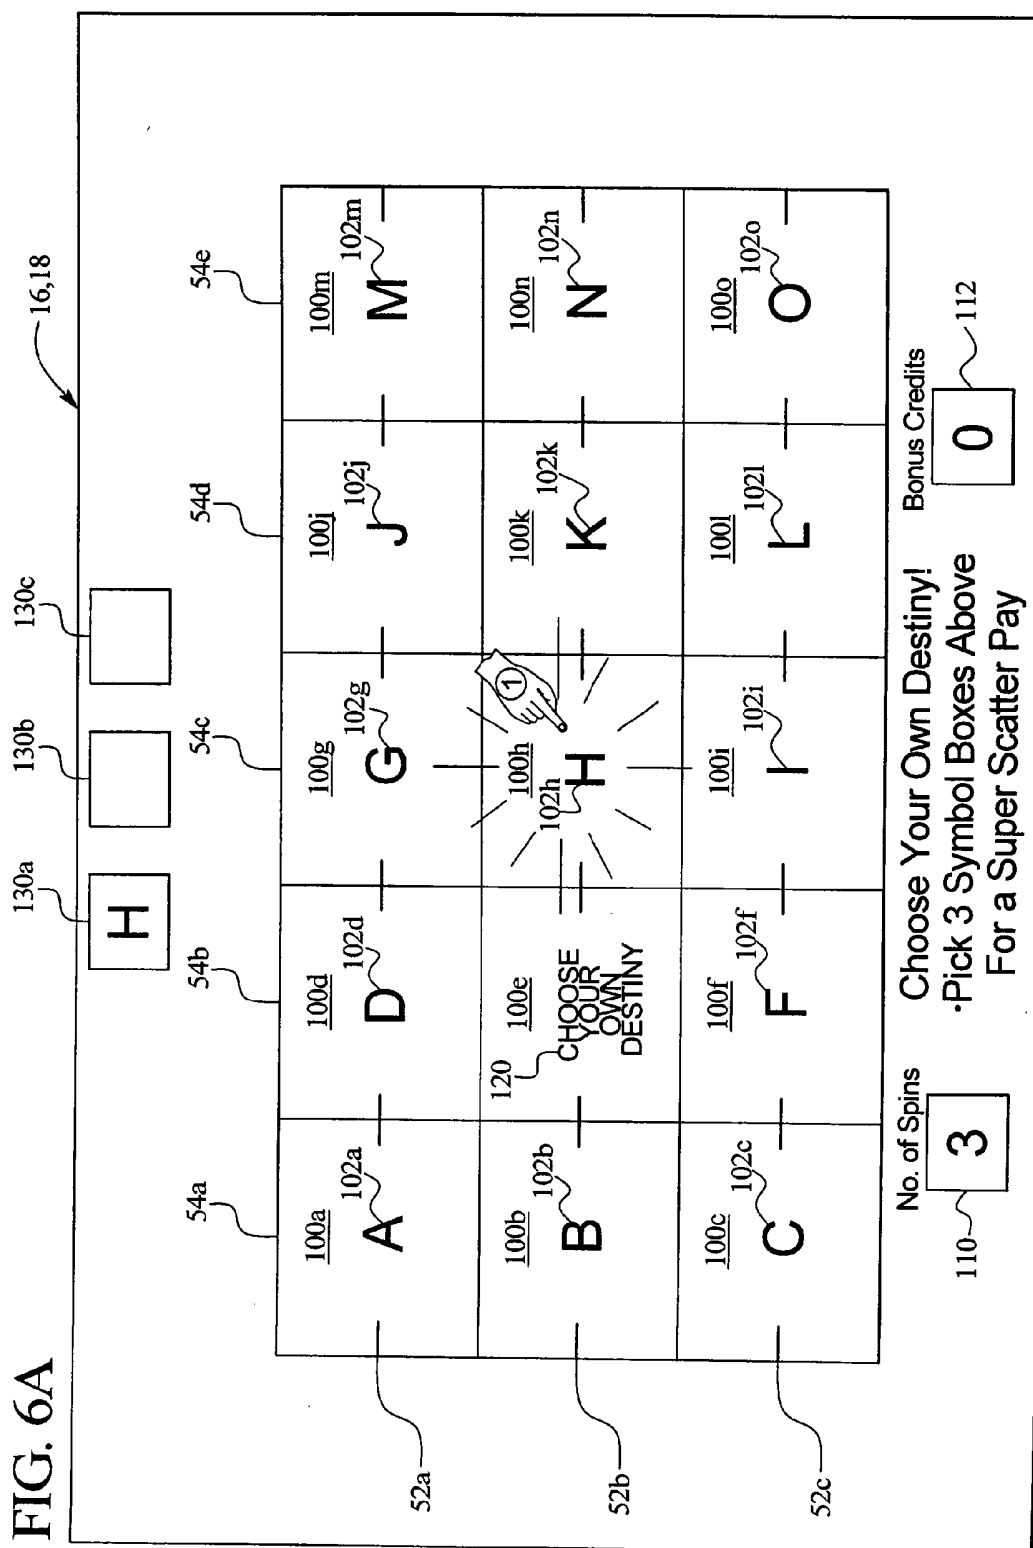 FIG. 6A
16,18
130a 130b 130c
H
54a 54b 54c 54d 54e
100a 100d 100g 100j 100m
102a 102d 102g 102j 102m
A D G J M
52a
100b 100e 100h 100k 100n
120
CHOOSE
YOUR
OWN
DESTINY
1
102b 102h 102k 102n
B H K N
52b
100c 100f 100i 100l 100o
102c 102f 102i 102l 102o
C F I L O
52c
No. of Spins
3
110
Choose Your Own Destiny!
·Pick 3 Symbol Boxes Above
For a Super Scatter Pay
Bonus Credits
0
112